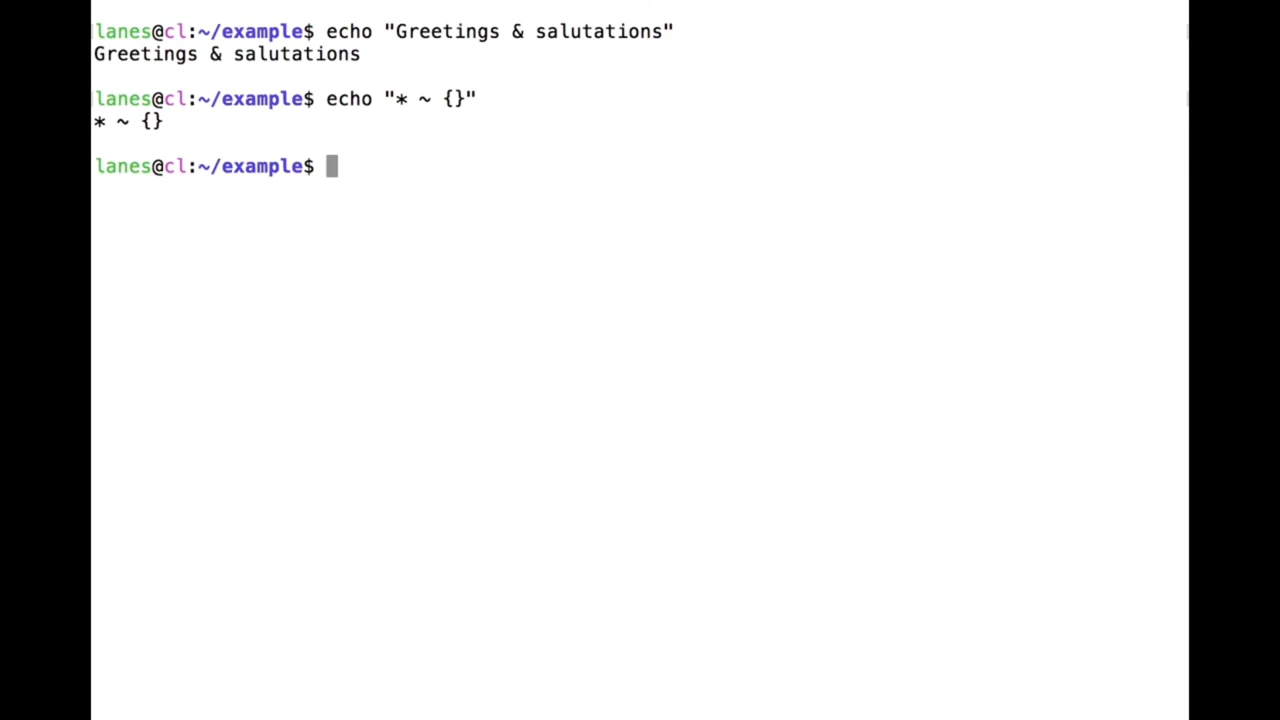 lanes@cl:~/example$ echo "Greetings & salutations"
Greetings & salutations
lanes@cl:~/example$ echo "* ~ {}"
* ~ {}
lanes@cl:~/example$